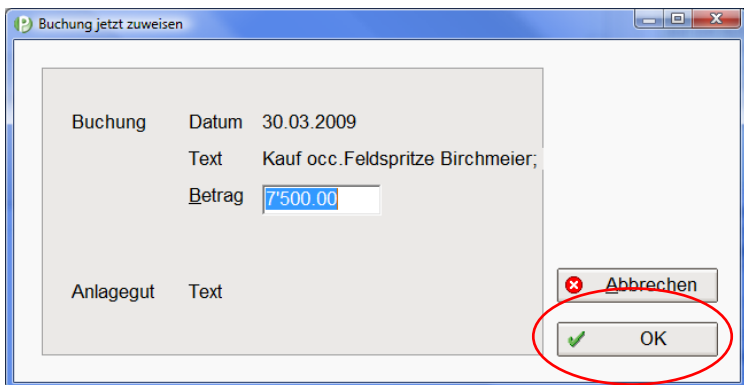 Buchung jetzt zuweisen
Buchung Datum 30.03.2009
Text Kauf occ.Feldspritze Birchmeier;
Betrag 7'500.00
Anlagegut Text
Abbrechen
OK